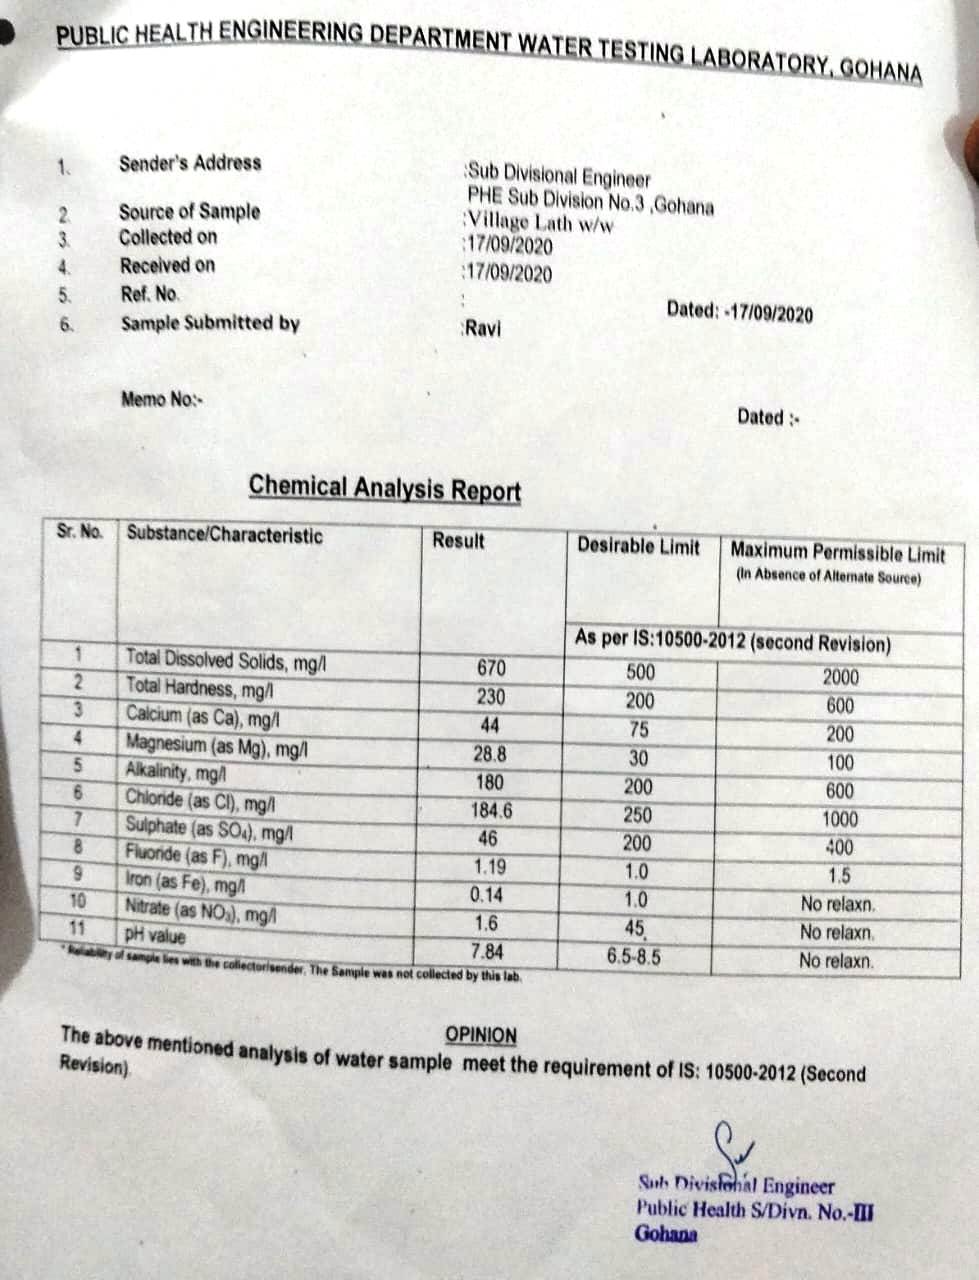 PUBLIC HEALTH ENGINEERING DEPARTMENT WATER TESTING LABORATORY, GOHANA
1. Sender's Address :Sub Divisional Engineer
PHE Sub Division No.3 ,Gohana
2. Source of Sample :Village Lath w/w
3. Collected on :17/09/2020
4. Received on :17/09/2020
5. Ref. No. : Dated: -17/09/2020
6. Sample Submitted by :Ravi
Memo No:- Dated :-
Chemical Analysis Report
Sr. No. Substance/Characteristic Result Desirable Limit Maximum Permissible Limit
(In Absence of Alternate Source)
As per IS:10500-2012 (second Revision)
1 Total Dissolved Solids, mg/l 670 500 2000
2 Total Hardness, mg/l 230 200 600
3 Calcium (as Ca), mg/l 44 75 200
4 Magnesium (as Mg), mg/l 28.8 30 100
5 Alkalinity, mg/l 180 200 600
6 Chloride (as Cl), mg/l 184.6 250 1000
7 Sulphate (as SO₄), mg/l 46 200 400
8 Fluoride (as F), mg/l 1.19 1.0 1.5
9 Iron (as Fe), mg/l 0.14 1.0 No relaxn.
10 Nitrate (as NO₃), mg/l 1.6 45 No relaxn.
11 pH value 7.84 6.5-8.5 No relaxn.
* Reliability of sample lies with the collector/sender. The Sample was not collected by this lab.
OPINION
The above mentioned analysis of water sample meet the requirement of IS: 10500-2012 (Second
Revision)
Sub Divisional Engineer
Public Health S/Divn. No.-III
Gohana